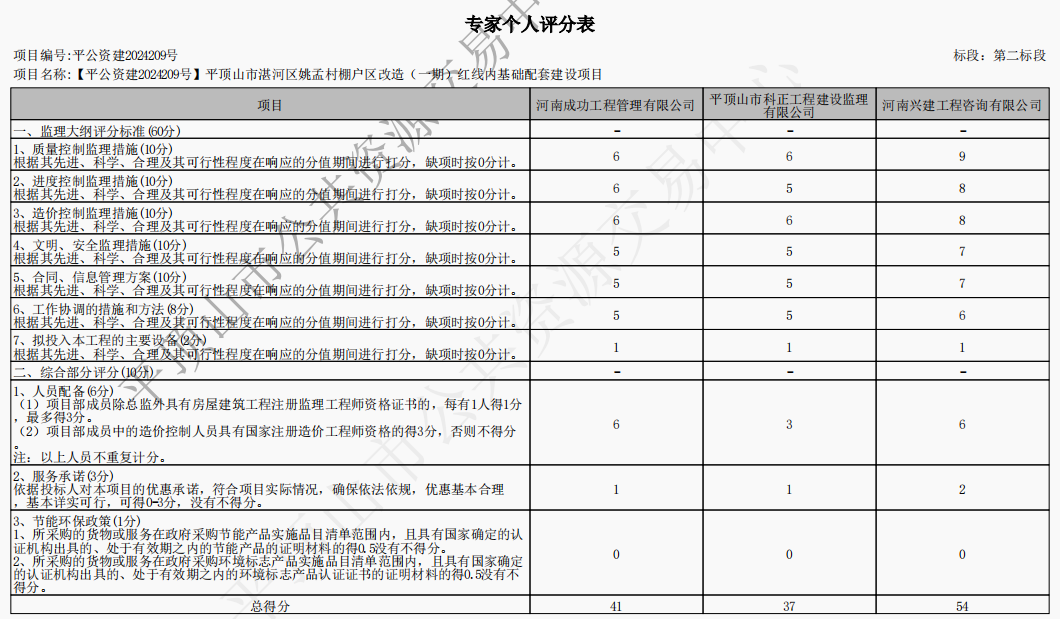 专家个人评分表
项目编号:平公资建2024209号
标段：第二标段
项目名称:【平公资建2024209号】平顶山市湛河区姚孟村棚户区改造（一期）红线内基础配套建设项目
项目 河南成功工程管理有限公司 平顶山市科正工程建设监理有限公司 河南兴建工程咨询有限公司
一、监理大纲评分标准(60分) - - -
1、质量控制监理措施(10分)
根据其先进、科学、合理及其可行性程度在响应的分值期间进行打分，缺项时按0分计。 6 6 9
2、进度控制监理措施(10分)
根据其先进、科学、合理及其可行性程度在响应的分值期间进行打分，缺项时按0分计。 6 5 8
3、造价控制监理措施(10分)
根据其先进、科学、合理及其可行性程度在响应的分值期间进行打分，缺项时按0分计。 6 6 8
4、文明、安全监理措施(10分)
根据其先进、科学、合理及其可行性程度在响应的分值期间进行打分，缺项时按0分计。 5 5 7
5、合同、信息管理方案(10分)
根据其先进、科学、合理及其可行性程度在响应的分值期间进行打分，缺项时按0分计。 5 5 7
6、工作协调的措施和方法(8分)
根据其先进、科学、合理及其可行性程度在响应的分值期间进行打分，缺项时按0分计。 5 5 6
7、拟投入本工程的主要设备(2分)
根据其先进、科学、合理及其可行性程度在响应的分值期间进行打分，缺项时按0分计。 1 1 1
二、综合部分评分(10分) - - -
1、人员配备(6分)
（1）项目部成员除总监外具有房屋建筑工程注册监理工程师资格证书的，每有1人得1分
，最多得3分。
（2）项目部成员中的造价控制人员具有国家注册造价工程师资格的得3分，否则不得分
。
注：以上人员不重复计分。 6 3 6
2、服务承诺(3分)
依据投标人对本项目的优惠承诺，符合项目实际情况，确保依法依规，优惠基本合理
，基本详实可行，可得0-3分，没有不得分。 1 1 2
3、节能环保政策(1分)
1、所采购的货物或服务在政府采购节能产品实施品目清单范围内，且具有国家确定的认
证机构出具的、处于有效期之内的节能产品的证明材料的得0.5没有不得分。
2、所采购的货物或服务在政府采购环境标志产品实施品目清单范围内，且具有国家确定
的认证机构出具的、处于有效期之内的环境标志产品认证证书的证明材料的得0.5没有不
得分。 0 0 0
总得分 41 37 54
平顶山市公共资源交易中
平顶山市公共资源交易中心